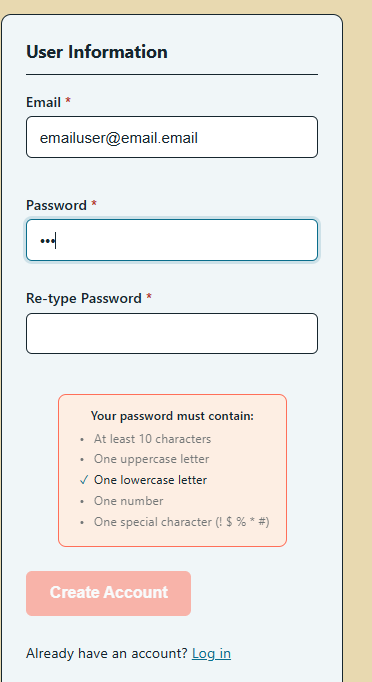 User Information
Email *
emailuser@email.email
Password *
•••
Re-type Password *
Your password must contain:
• At least 10 characters
• One uppercase letter
✓ One lowercase letter
• One number
• One special character (! $ % * #)
Create Account
Already have an account? Log in